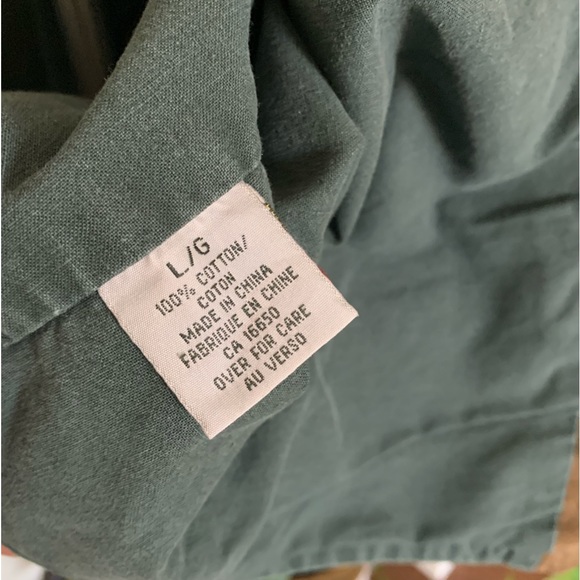 L/G
100% COTTON/
COTON
MADE IN CHINA
FABRIQUE EN CHINE
CA 16650
OVER FOR CARE
AU VERSO